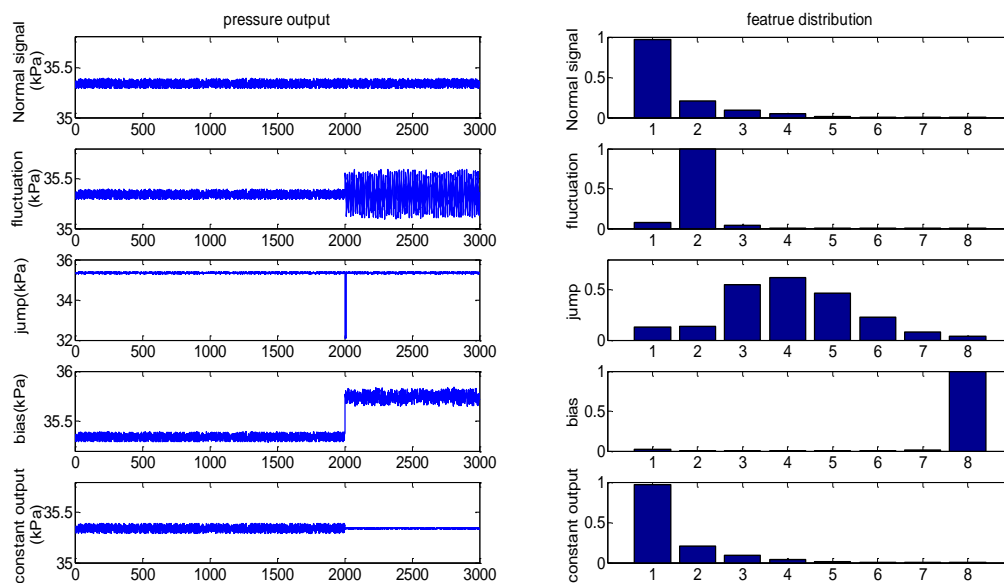 pressure output
featrue distribution
Normal signal
(kPa)
35.5
35
0 500 1000 1500 2000 2500 3000
Normal signal
1
0.5
0
1 2 3 4 5 6 7 8
fluctuation
(kPa)
35.5
35
0 500 1000 1500 2000 2500 3000
fluctuation
1
0.5
0
1 2 3 4 5 6 7 8
jump(kPa)
36
34
32
0 500 1000 1500 2000 2500 3000
jump
0.5
0
1 2 3 4 5 6 7 8
bias(kPa)
36
35.5
0 500 1000 1500 2000 2500 3000
bias
1
0.5
0
1 2 3 4 5 6 7 8
constant output
(kPa)
35.5
35
0 500 1000 1500 2000 2500 3000
constant output
1
0.5
0
1 2 3 4 5 6 7 8